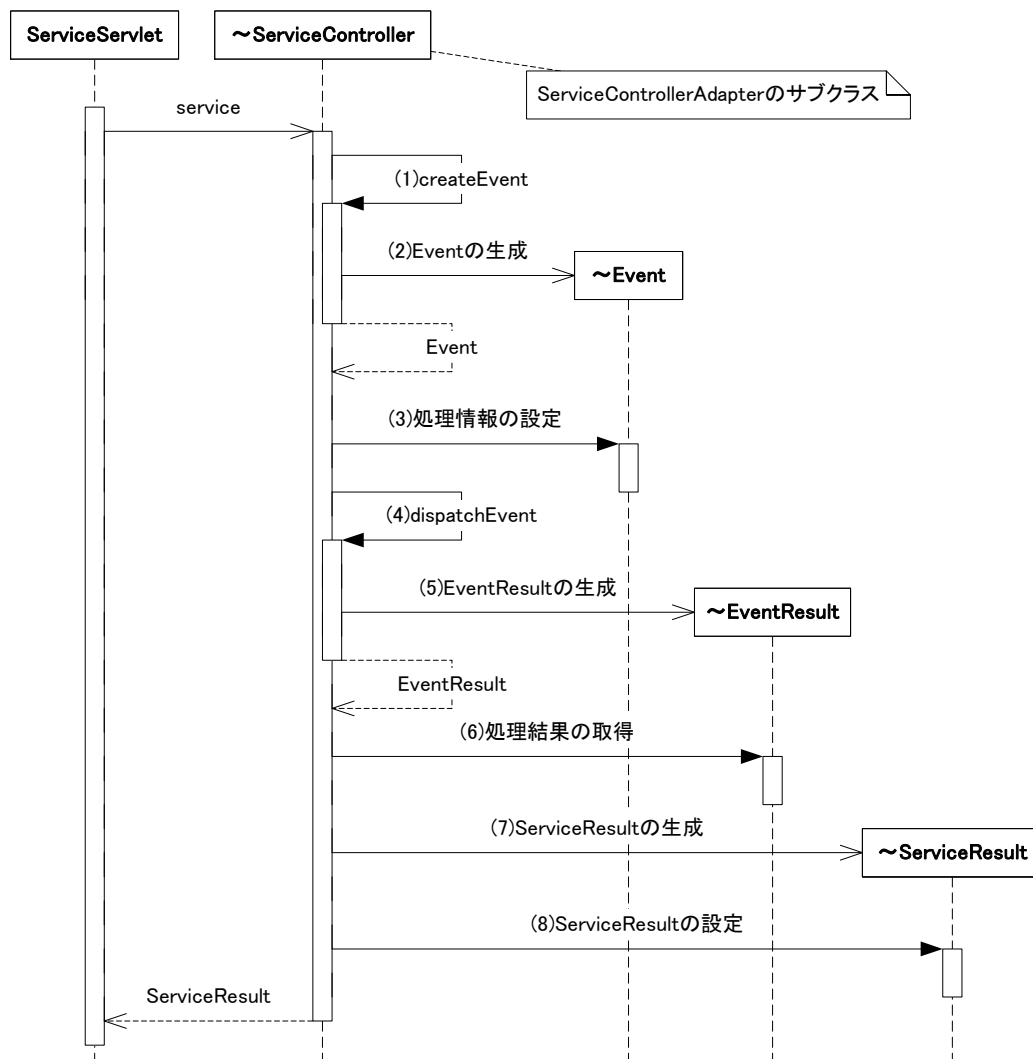 ServiceServlet
～ServiceController
ServiceControllerAdapterのサブクラス
service
(1)createEvent
(2)Eventの生成
～Event
Event
(3)処理情報の設定
(4)dispatchEvent
(5)EventResultの生成
～EventResult
EventResult
(6)処理結果の取得
(7)ServiceResultの生成
～ServiceResult
(8)ServiceResultの設定
ServiceResult